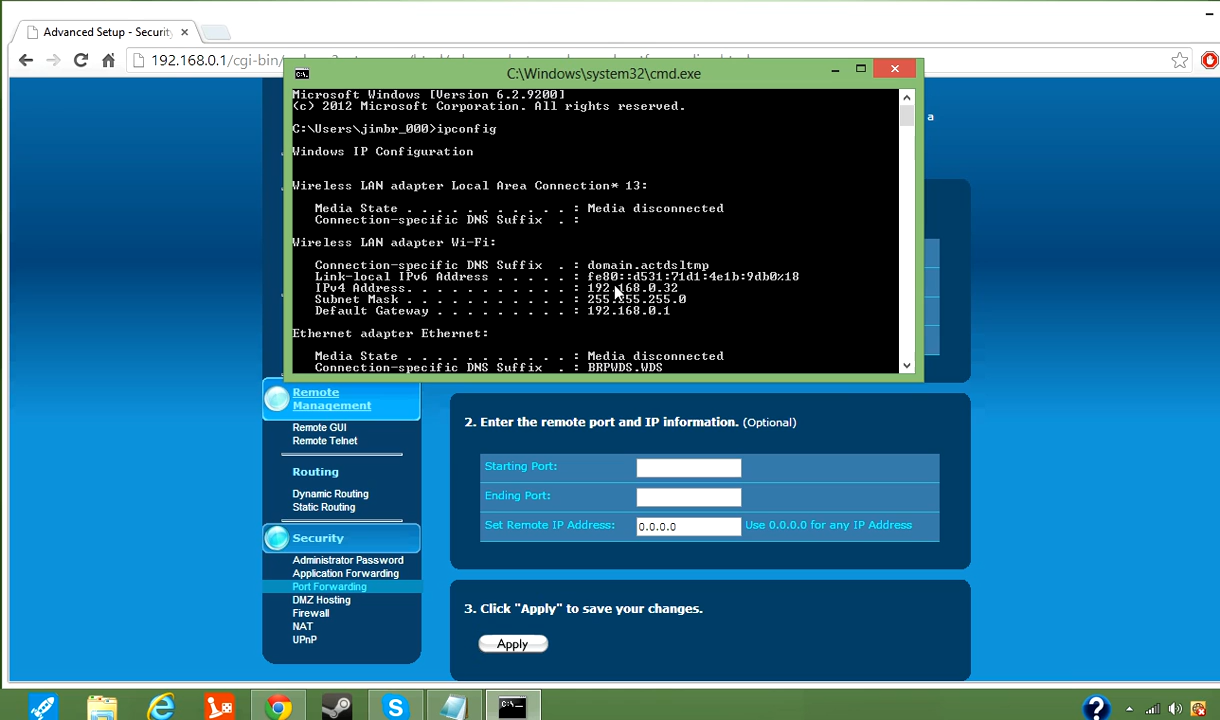 Advanced Setup - Security
192.168.0.1/cgi-bin/
C:\Windows\system32\cmd.exe
Microsoft Windows [Version 6.2.9200]
(c) 2012 Microsoft Corporation. All rights reserved.
C:\Users\jimbr_000>ipconfig
Windows IP Configuration
Wireless LAN adapter Local Area Connection* 13:
Media State . . . . . . . . . . . : Media disconnected
Connection-specific DNS Suffix . :
Wireless LAN adapter Wi-Fi:
Connection-specific DNS Suffix . : domain.actdsltmp
Link-local IPv6 Address . . . . . : fe80::d531:71d1:4e1b:9db0%18
IPv4 Address. . . . . . . . . . . : 192.168.0.32
Subnet Mask . . . . . . . . . . . : 255.255.255.0
Default Gateway . . . . . . . . . : 192.168.0.1
Ethernet adapter Ethernet:
Media State . . . . . . . . . . . : Media disconnected
Connection-specific DNS Suffix . : BRPWDS.WDS
a
Remote
Management
Remote GUI
Remote Telnet
Routing
Dynamic Routing
Static Routing
Security
Administrator Password
Application Forwarding
Port Forwarding
DMZ Hosting
Firewall
NAT
UPnP
2. Enter the remote port and IP information. (Optional)
Starting Port:
Ending Port:
Set Remote IP Address: 0.0.0.0 Use 0.0.0.0 for any IP Address
3. Click "Apply" to save your changes.
Apply